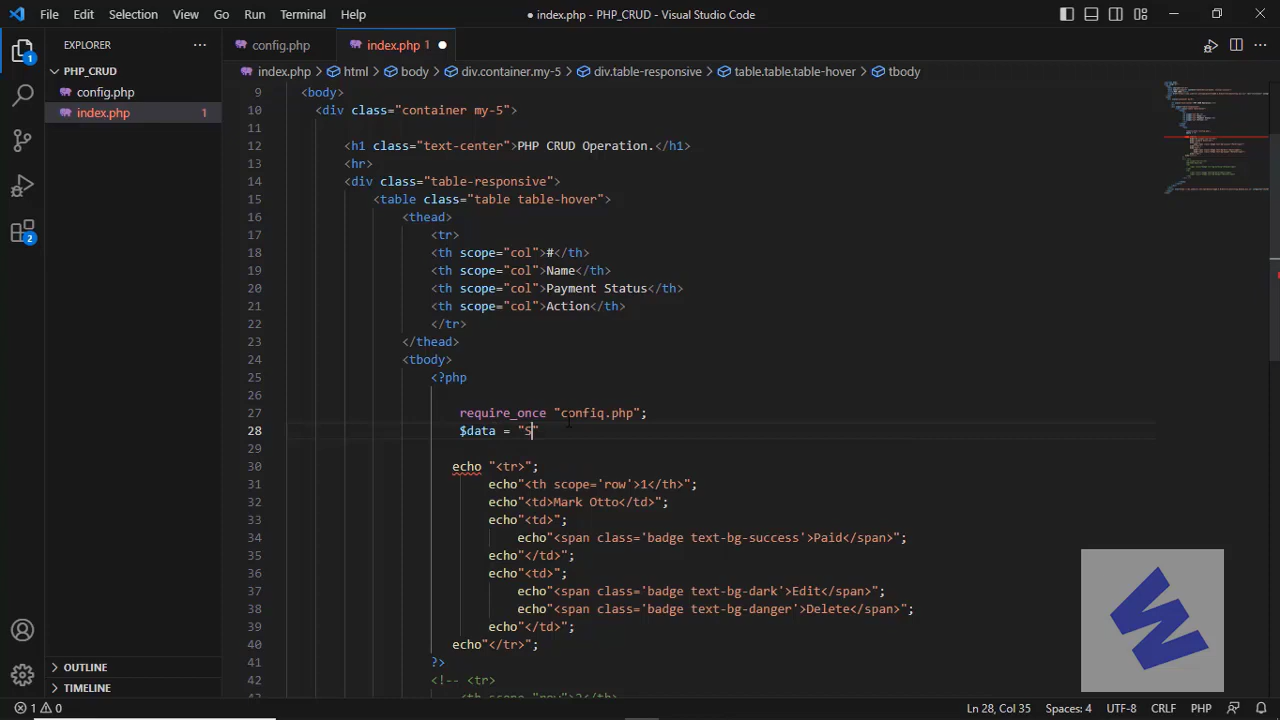 File Edit Selection View Go Run Terminal Help
● index.php - PHP_CRUD - Visual Studio Code
EXPLORER
config.php
index.php 1
PHP_CRUD
config.php
index.php 1
index.php > html > body > div.container.my-5 > div.table-responsive > table.table.table-hover > tbody
9 <body>
10 <div class="container my-5">
11
12 <h1 class="text-center">PHP CRUD Operation.</h1>
13 <hr>
14 <div class="table-responsive">
15 <table class="table table-hover">
16 <thead>
17 <tr>
18 <th scope="col">#</th>
19 <th scope="col">Name</th>
20 <th scope="col">Payment Status</th>
21 <th scope="col">Action</th>
22 </tr>
23 </thead>
24 <tbody>
25 <?php
26
27 require_once "confiq.php";
28 $data = "S"
29
30 echo "<tr>";
31 echo"<th scope='row'>1</th>";
32 echo"<td>Mark Otto</td>";
33 echo"<td>";
34 echo"<span class='badge text-bg-success'>Paid</span>";
35 echo"</td>";
36 echo"<td>";
37 echo"<span class='badge text-bg-dark'>Edit</span>";
38 echo"<span class='badge text-bg-danger'>Delete</span>";
39 echo"</td>";
40 echo"</tr>";
41 ?>
42 <!-- <tr>
OUTLINE
TIMELINE
1 0
Ln 28, Col 35 Spaces: 4 UTF-8 CRLF PHP